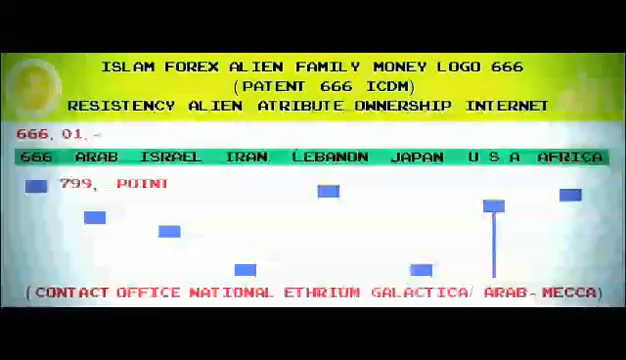 ISLAM FOREX ALIEN FAMILY MONEY LOGO 666
(PATENT 666 ICDM)
RESISTENCY ALIEN ATRIBUTE OWNERSHIP INTERNET
666,01,-
666 ARAB ISRAEL IRAN LEBANON JAPAN U S A AFRICA
799,- POINT
(CONTACT OFFICE NATIONAL ETHRIUM GALACTICA/ ARAB-MECCA)